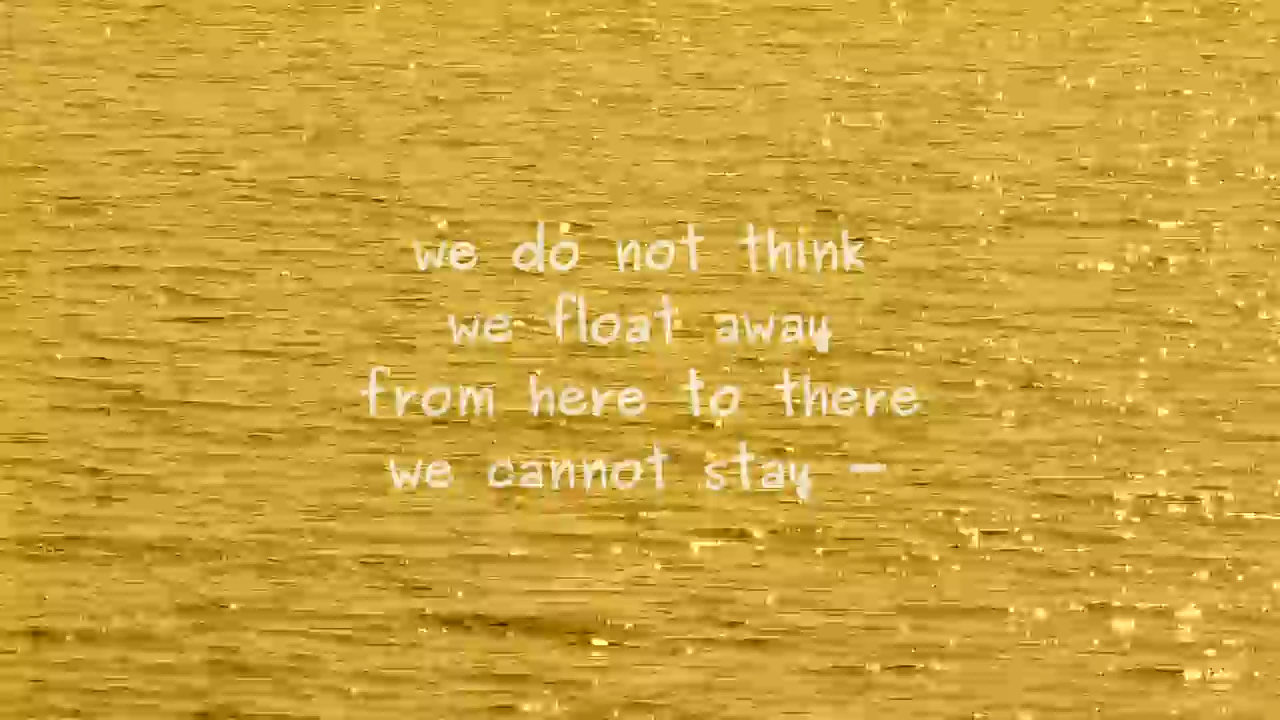 we do not think
we float away
from here to there
we cannot stay –